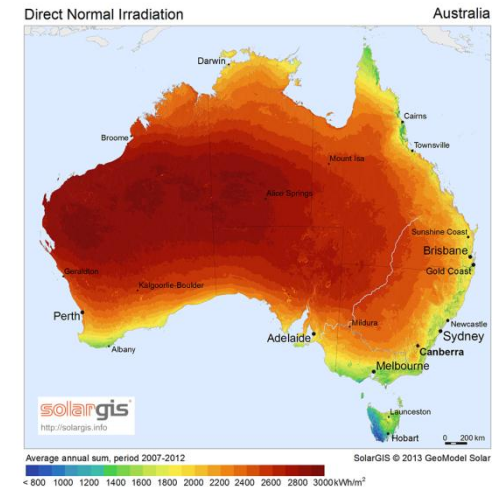 Direct Normal Irradiation
Australia
Darwin
Cairns
Townsville
Broome
Mount Isa
Alice Springs
Sunshine Coast
Brisbane
Gold Coast
Geraldton
Kalgoorlie-Boulder
Perth
Mildura
Newcastle
Adelaide
Sydney
Canberra
Albany
Melbourne
solargis
http://solargis.info
Launceston
Hobart
0 200 km
Average annual sum, period 2007-2012
SolarGIS © 2013 GeoModel Solar
< 800 1000 1200 1400 1600 1800 2000 2200 2400 2600 2800 3000 kWh/m²